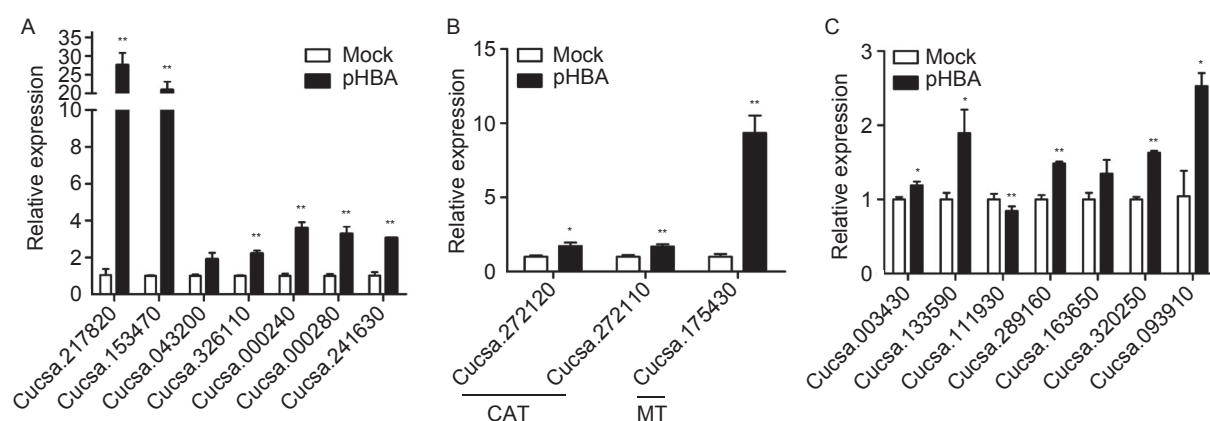 A
Relative expression
35
30
25
20
10
8
6
4
2
0
Mock
pHBA
**
**
**
**
**
**
Cucsa.217820
Cucsa.153470
Cucsa.043200
Cucsa.326110
Cucsa.000240
Cucsa.000280
Cucsa.241630
B
Relative expression
15
10
5
0
Mock
pHBA
*
**
**
Cucsa.272120
Cucsa.272110
Cucsa.175430
CAT
MT
C
Relative expression
3
2
1
0
Mock
pHBA
*
*
**
**
**
*
Cucsa.003430
Cucsa.133590
Cucsa.111930
Cucsa.289160
Cucsa.163650
Cucsa.320250
Cucsa.093910